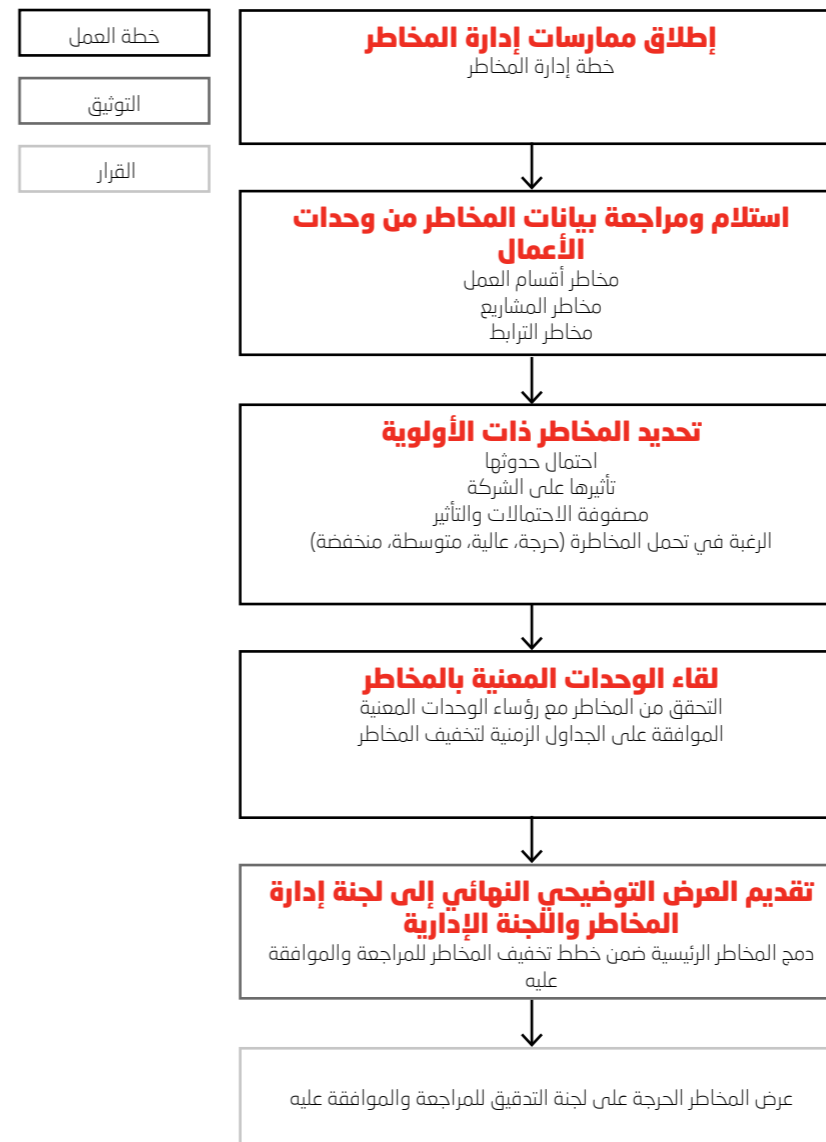 خطة العمل
التوثيق
القرار
إطلاق ممارسات إدارة المخاطر
خطة إدارة المخاطر
استلام ومراجعة بيانات المخاطر من وحدات
الأعمال
مخاطر أقسام العمل
مخاطر المشاريع
مخاطر الترابط
تحديد المخاطر ذات الأولوية
احتمال حدوثها
تأثيرها على الشركة
مصفوفة الاحتمالات والتأثير
الرغبة في تحمل المخاطرة (حرجة، عالية، متوسطة، منخفضة)
لقاء الوحدات المعنية بالمخاطر
التحقق من المخاطر مع رؤساء الوحدات المعنية
الموافقة على الجداول الزمنية لتخفيف المخاطر
تقديم العرض التوضيحي النهائي إلى لجنة إدارة
المخاطر واللجنة الإدارية
دمج المخاطر الرئيسية ضمن خطط تخفيف المخاطر للمراجعة والموافقة
عليه
عرض المخاطر الحرجة على لجنة التدقيق للمراجعة والموافقة عليه